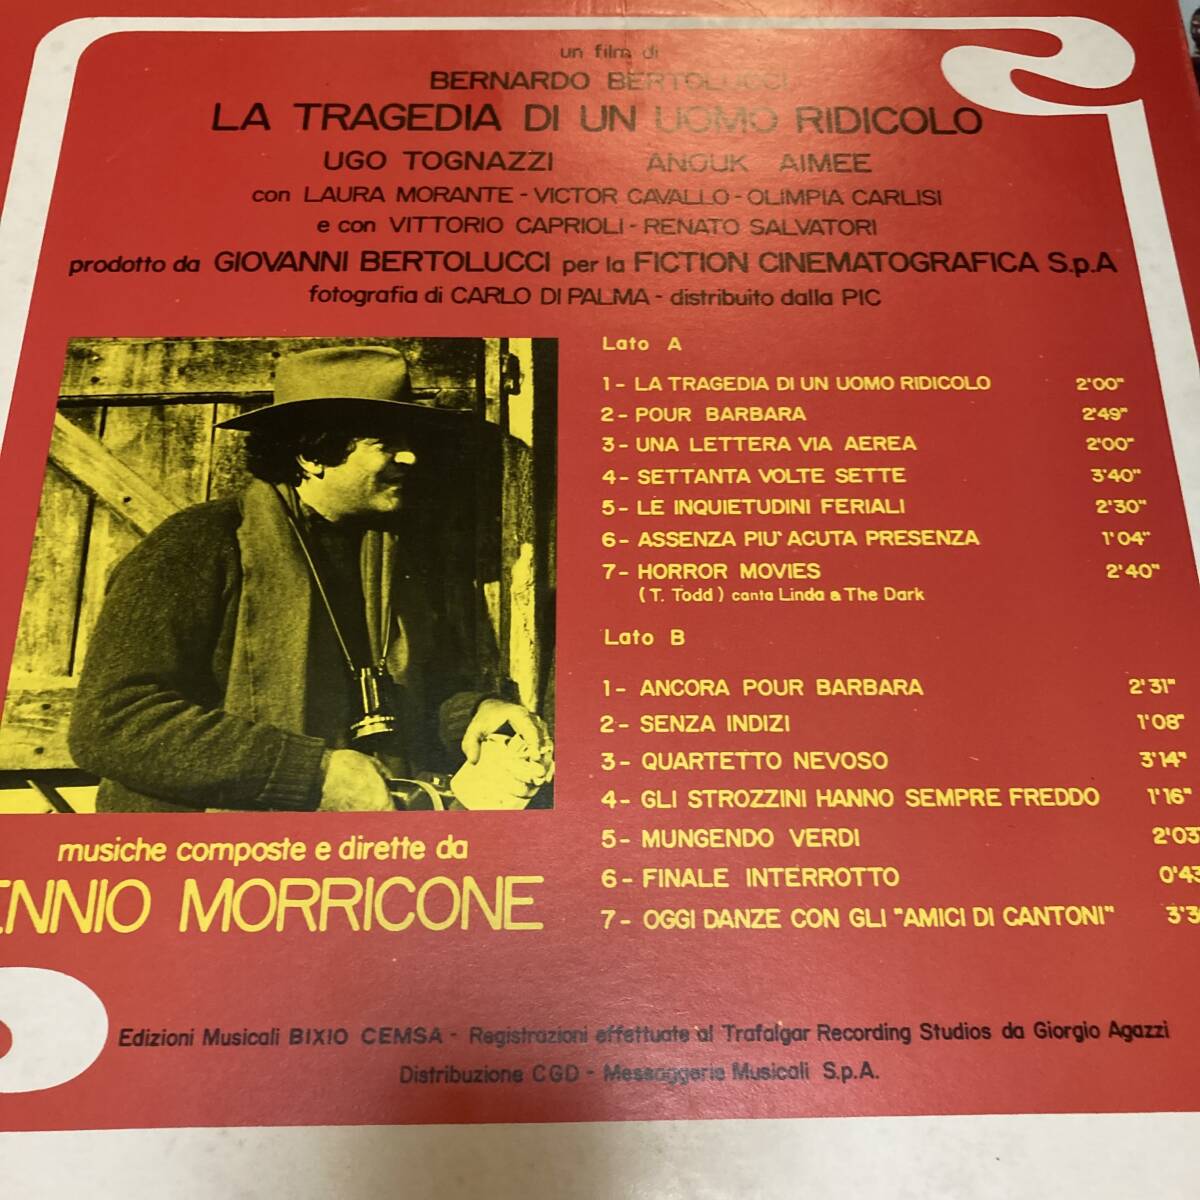 un film di
BERNARDO BERTOLUCCI
LA TRAGEDIA DI UN UOMO RIDICOLO
UGO TOGNAZZI ANOUK AIMEE
con LAURA MORANTE - VICTOR CAVALLO - OLIMPIA CARLISI
e con VITTORIO CAPRIOLI - RENATO SALVATORI
prodotto da GIOVANNI BERTOLUCCI per la FICTION CINEMATOGRAFICA S.p.A
fotografia di CARLO DI PALMA - distribuito dalla PIC
Lato A
1 - LA TRAGEDIA DI UN UOMO RIDICOLO 2'00"
2 - POUR BARBARA 2'49"
3 - UNA LETTERA VIA AEREA 2'00"
4 - SETTANTA VOLTE SETTE 3'40"
5 - LE INQUIETUDINI FERIALI 2'30"
6 - ASSENZA PIU' ACUTA PRESENZA 1'04"
7 - HORROR MOVIES 2'40"
(T. Todd) canta Linda & The Dark
Lato B
1 - ANCORA POUR BARBARA 2'31"
2 - SENZA INDIZI 1'08"
3 - QUARTETTO NEVOSO 3'14"
4 - GLI STROZZINI HANNO SEMPRE FREDDO 1'16"
5 - MUNGENDO VERDI 2'03
6 - FINALE INTERROTTO 0'43
7 - OGGI DANZE CON GLI "AMICI DI CANTONI" 3'3
musiche composte e dirette da
ENNIO MORRICONE
Edizioni Musicali BIXIO CEMSA - Registrazioni effettuate al Trafalgar Recording Studios da Giorgio Agazzi
Distribuzione CGD - Messaggerie Musicali S.p.A.